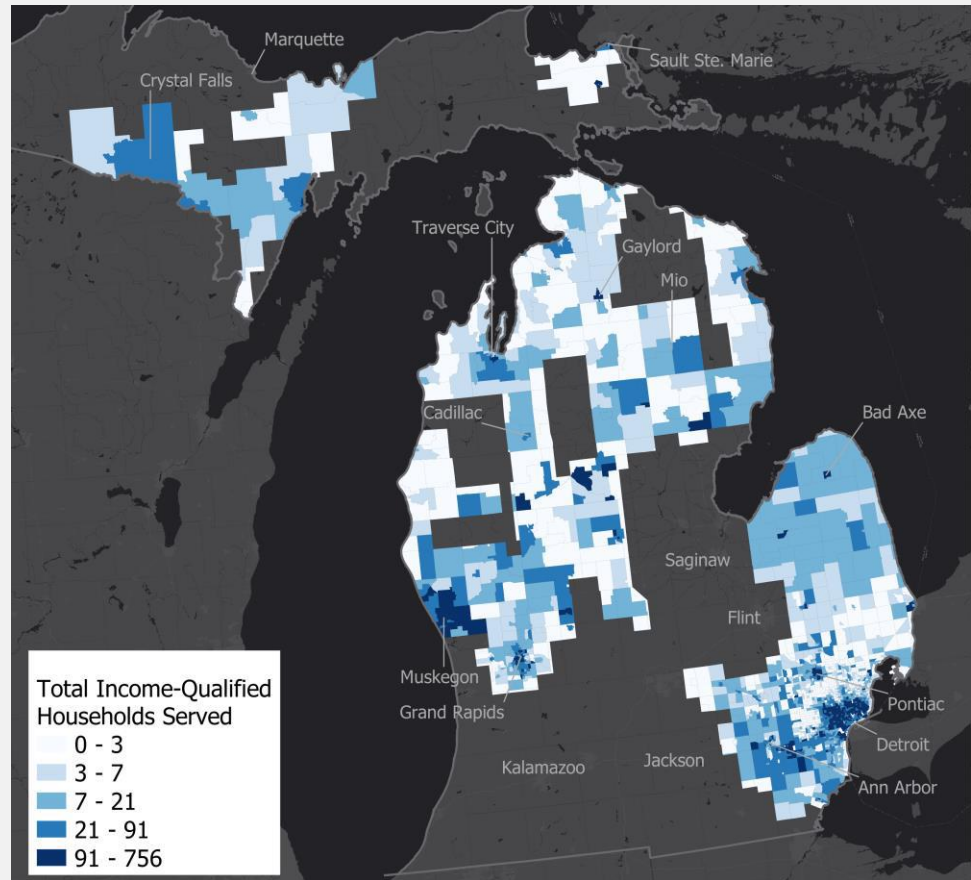 Marquette
Sault Ste. Marie
Crystal Falls
Traverse City
Gaylord
Mio
Cadillac
Bad Axe
Saginaw
Flint
Muskegon
Grand Rapids
Pontiac
Detroit
Kalamazoo
Jackson
Ann Arbor
Total Income-Qualified
Households Served
0 - 3
3 - 7
7 - 21
21 - 91
91 - 756